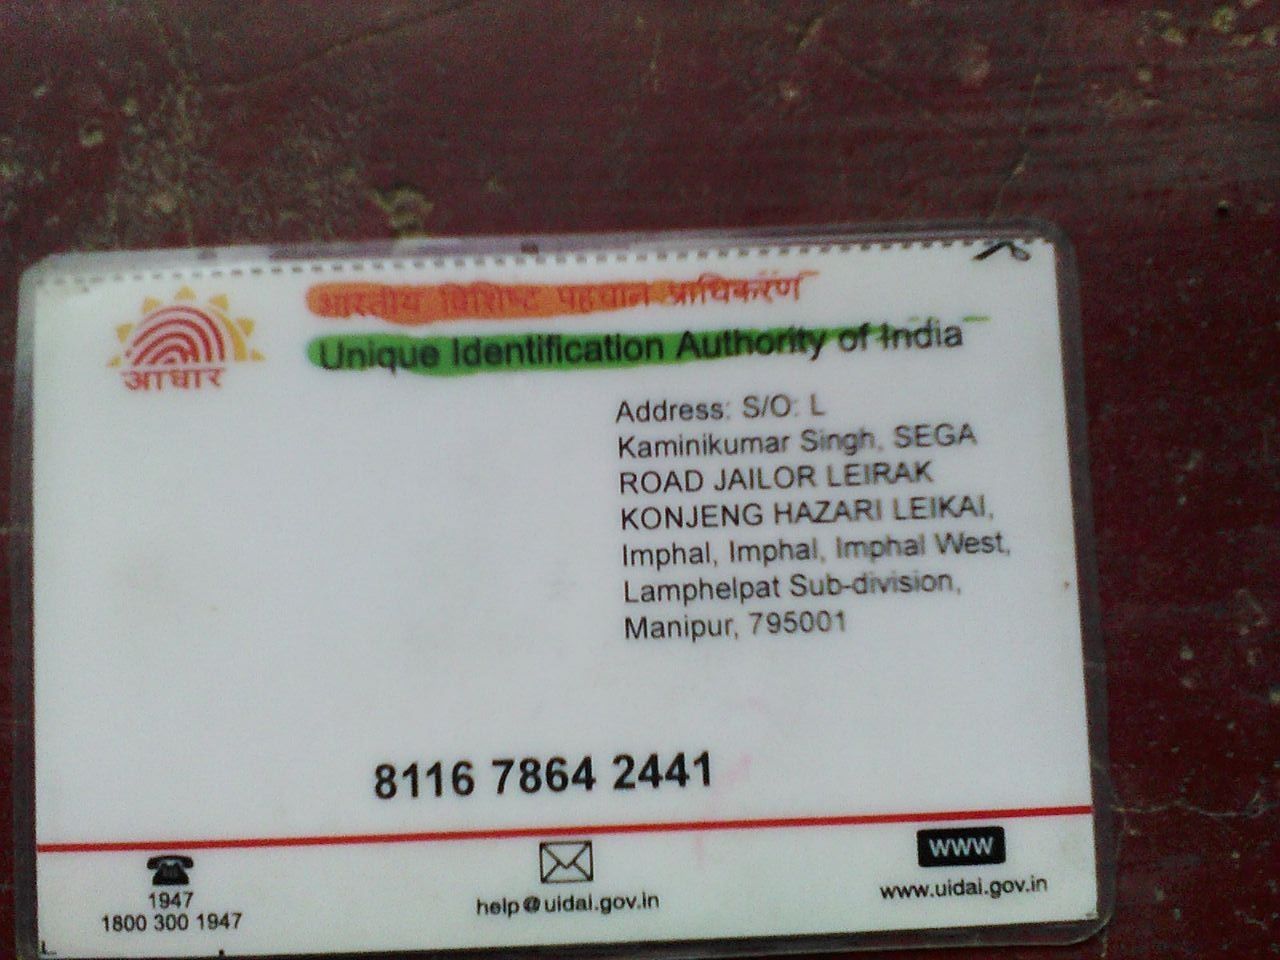 भारतीय विशिष्ट पहचान प्राधिकरण
Unique Identification Authority of India
आधार
Address: S/O: L
Kaminikumar Singh, SEGA
ROAD JAILOR LEIRAK
KONJENG HAZARI LEIKAI,
Imphal, Imphal, Imphal West,
Lamphelpat Sub-division,
Manipur, 795001
8116 7864 2441
1947
1800 300 1947
help@uidai.gov.in
www
www.uidai.gov.in